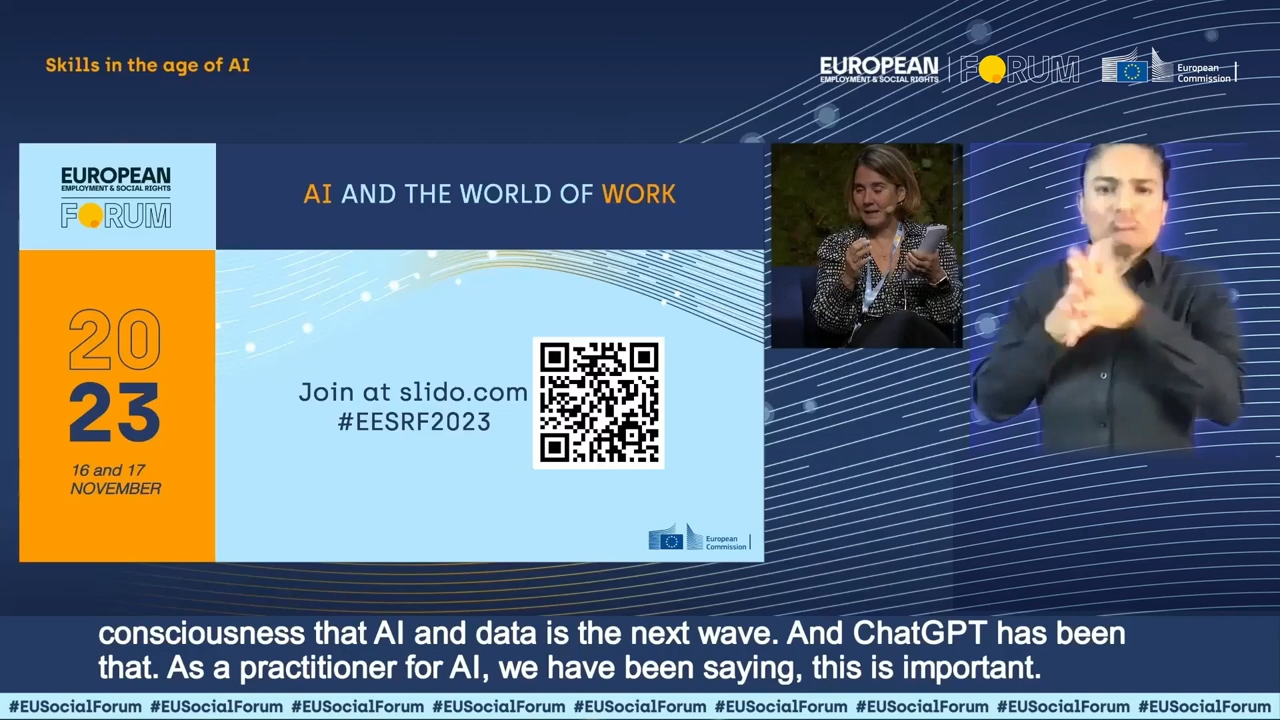 Skills in the age of AI
EUROPEAN
EMPLOYMENT & SOCIAL RIGHTS
FORUM
European
Commission
EUROPEAN
EMPLOYMENT & SOCIAL RIGHTS
FORUM
AI AND THE WORLD OF WORK
20
23
16 and 17
NOVEMBER
Join at slido.com
#EESRF2023
European
Commission
consciousness that AI and data is the next wave. And ChatGPT has been
that. As a practitioner for AI, we have been saying, this is important.
#EUSocialForum #EUSocialForum #EUSocialForum #EUSocialForum #EUSocialForum #EUSocialForum #EUSocialForum #EUSocialForum #EUSocialForum